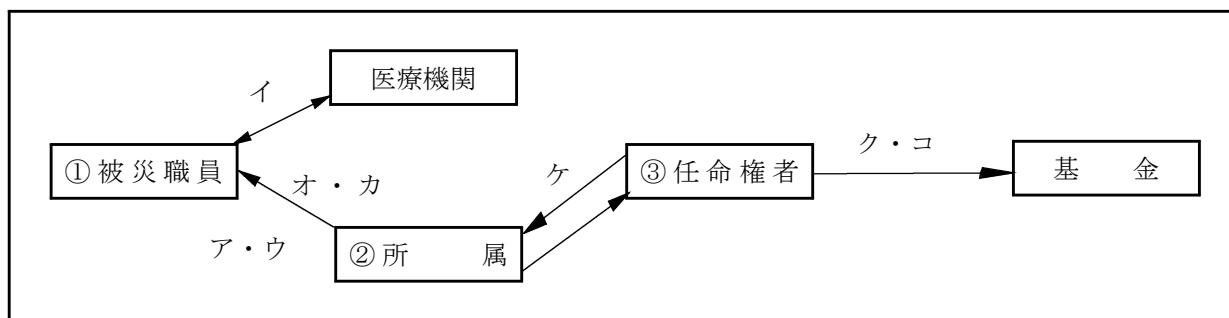 医療機関
イ
ク・コ
①被災職員
オ・カ
ケ
③任命権者
基 金
ア・ウ
②所 属